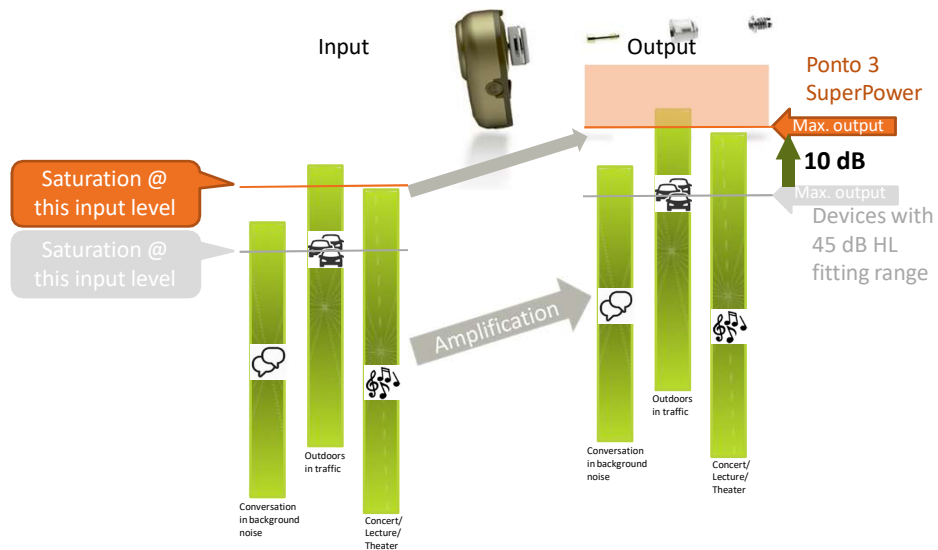 Input
Output
Ponto 3
SuperPower
Max. output
10 dB
Saturation @
this input level
Max. output
Saturation @
this input level
Devices with
45 dB HL
fitting range
Amplification
Outdoors
in traffic
Conversation
in background
noise
Concert/
Lecture/
Theater
Outdoors
in traffic
Conversation
in background
noise
Concert/
Lecture/
Theater